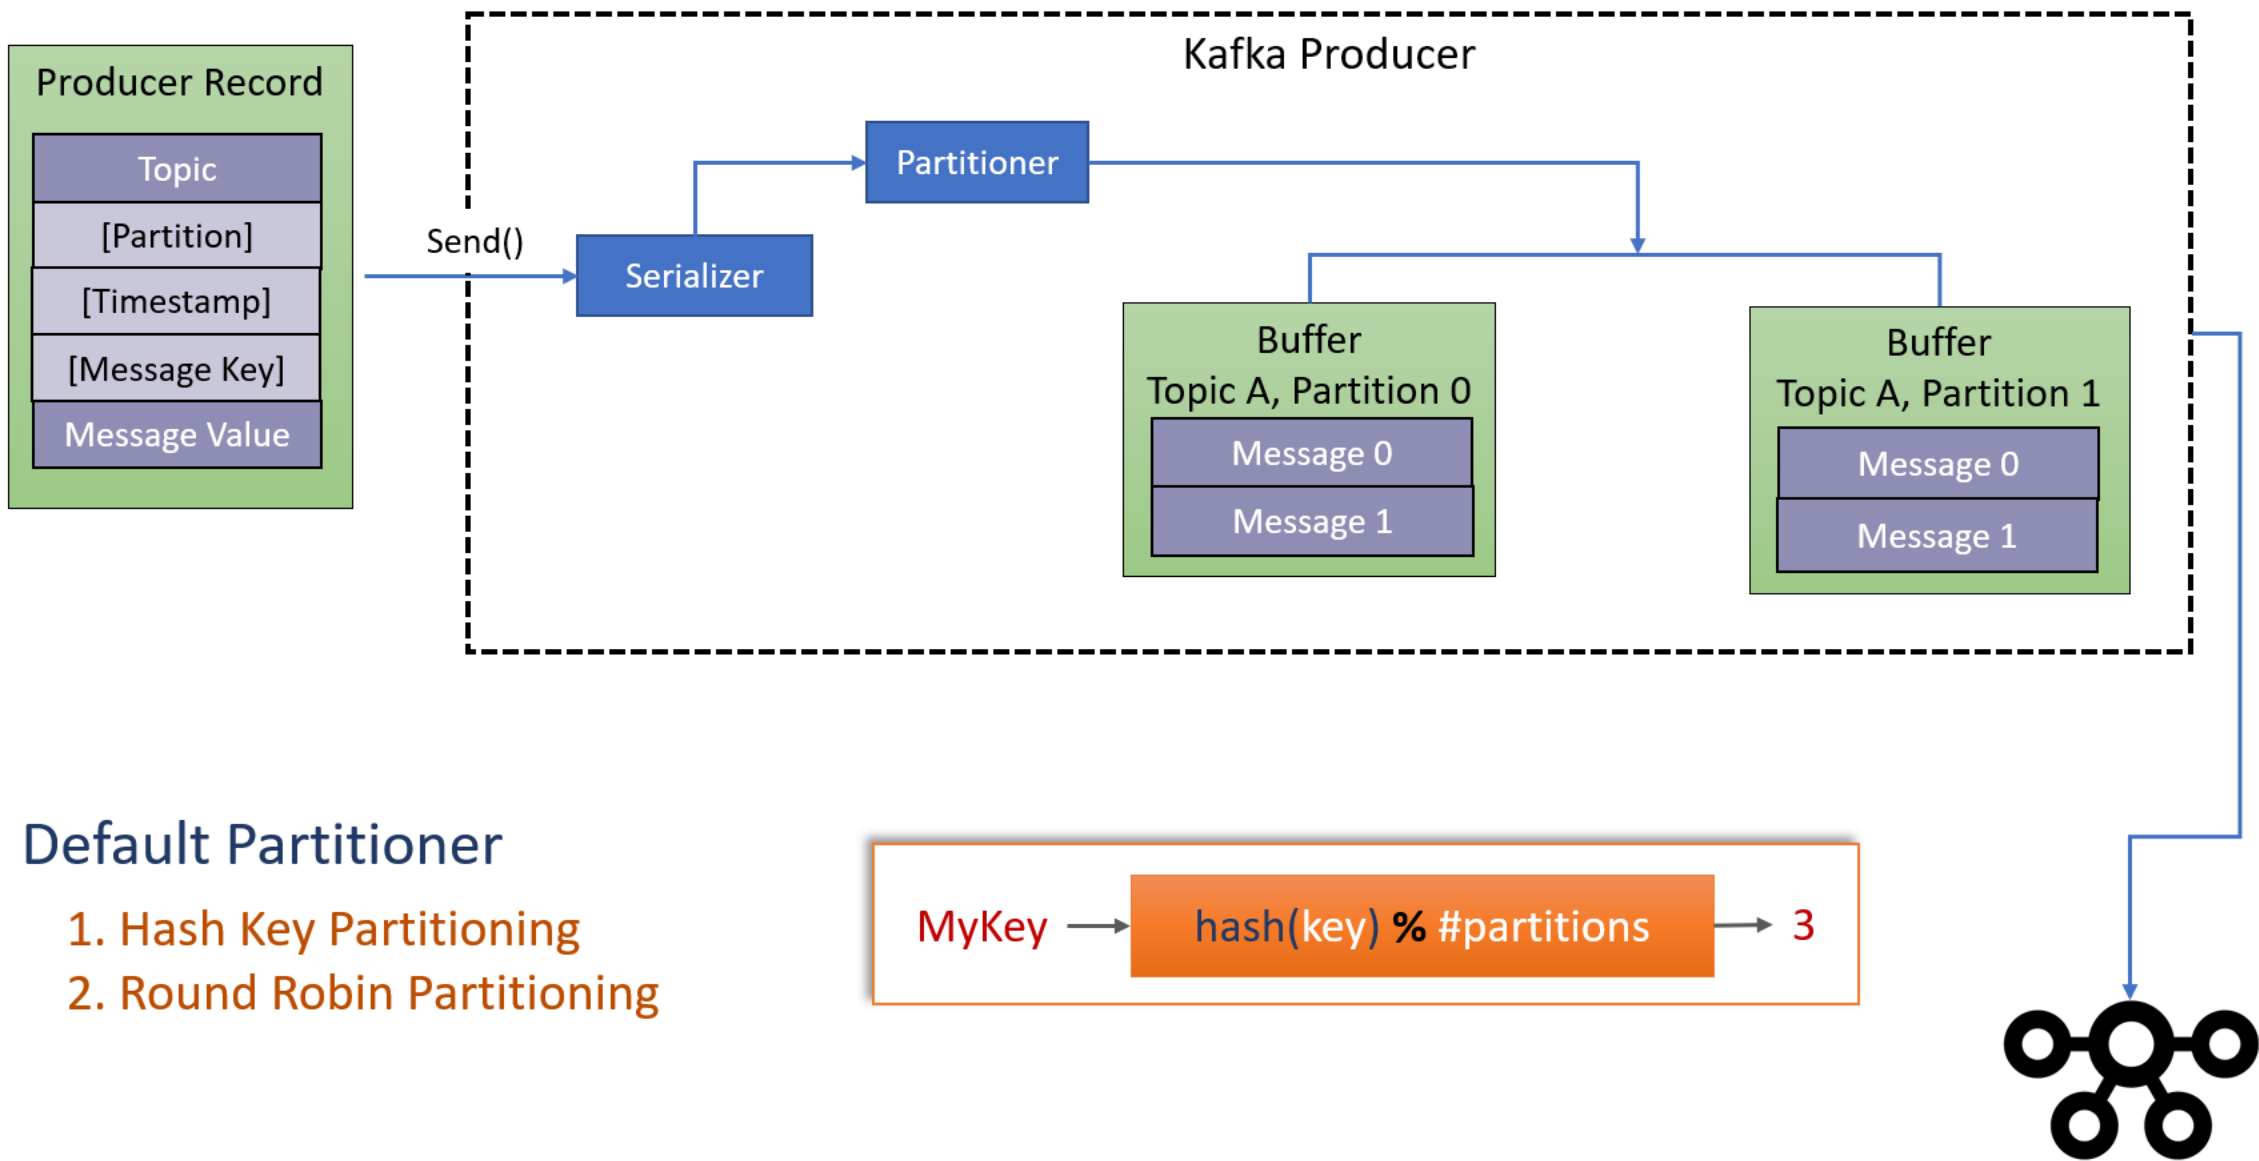 Kafka Producer
Producer Record
Topic
[Partition]
[Timestamp]
[Message Key]
Message Value
Send()
Serializer
Partitioner
Buffer
Topic A, Partition 0
Message 0
Message 1
Buffer
Topic A, Partition 1
Message 0
Message 1
Default Partitioner
1. Hash Key Partitioning
2. Round Robin Partitioning
MyKey
hash(key) % #partitions
3